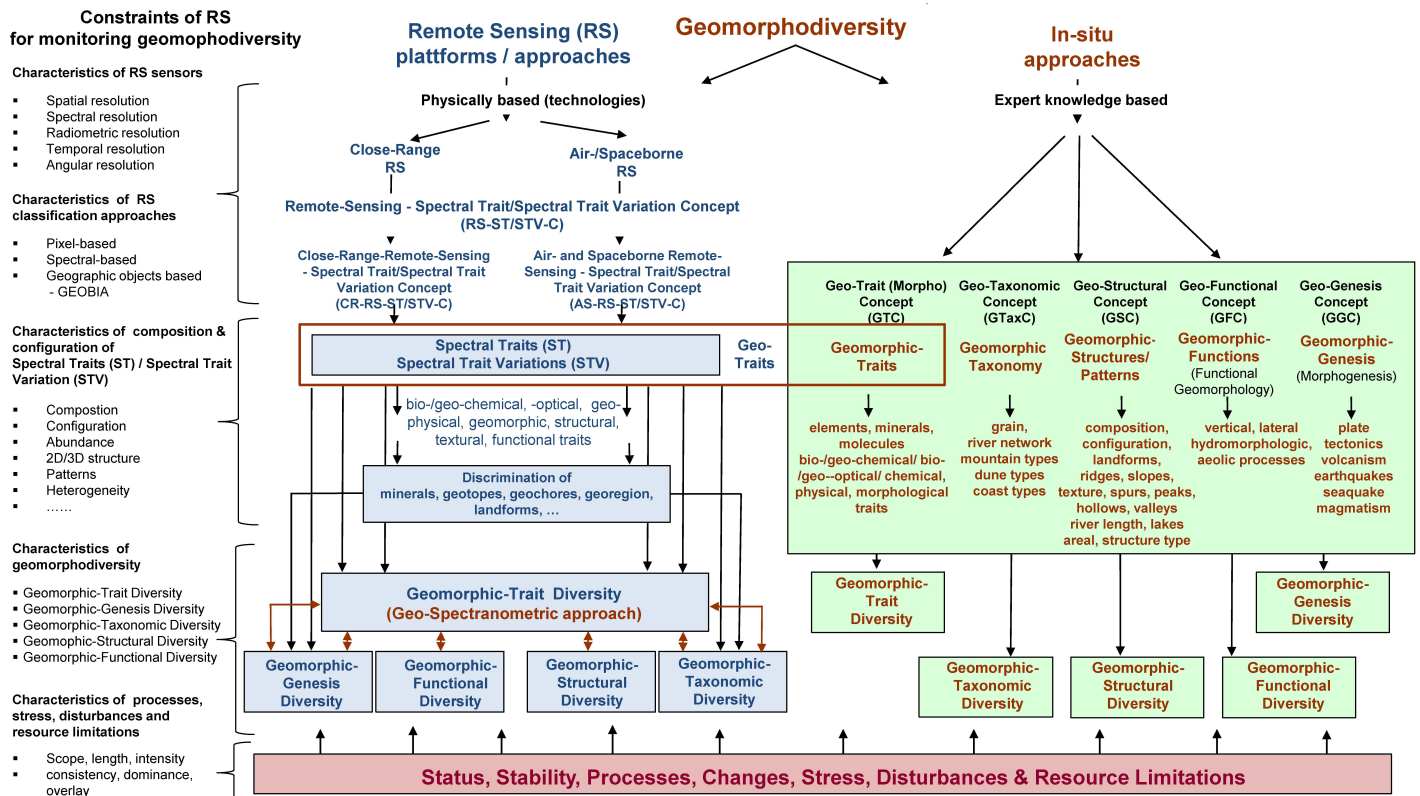 Constraints of RS
for monitoring geomophodiversity
Characteristics of RS sensors
▪ Spatial resolution
▪ Spectral resolution
▪ Radiometric resolution
▪ Temporal resolution
▪ Angular resolution
Characteristics of RS
classification approaches
▪ Pixel-based
▪ Spectral-based
▪ Geographic objects based
- GEOBIA
Characteristics of composition &
configuration of
Spectral Traits (ST) / Spectral Trait
Variation (STV)
▪ Compostion
▪ Configuration
▪ Abundance
▪ 2D/3D structure
▪ Patterns
▪ Heterogeneity
▪ ……
Characteristics of
geomorphodiversity
▪ Geomorphic-Trait Diversity
▪ Geomorphic-Genesis Diversity
▪ Geomorphic-Taxonomic Diversity
▪ Geomophic-Structural Diversity
▪ Geomorphic-Functional Diversity
Characteristics of processes,
stress, disturbances and
resource limitations
▪ Scope, length, intensity
▪ consistency, dominance,
overlay
Geomorphodiversity
Remote Sensing (RS)
plattforms / approaches
Physically based (technologies)
Close-Range
RS
Air-/Spaceborne
RS
Remote-Sensing - Spectral Trait/Spectral Trait Variation Concept
(RS-ST/STV-C)
Close-Range-Remote-Sensing
- Spectral Trait/Spectral Trait
Variation Concept
(CR-RS-ST/STV-C)
Air- and Spaceborne Remote-
Sensing - Spectral Trait/Spectral
Trait Variation Concept
(AS-RS-ST/STV-C)
Spectral Traits (ST)
Spectral Trait Variations (STV)
Geo-
Traits
bio-/geo-chemical, -optical, geo-
physical, geomorphic, structural,
textural, functional traits
Discrimination of
minerals, geotopes, geochores, georegion,
landforms, …
Geomorphic-Trait Diversity
(Geo-Spectranometric approach)
Geomorphic-
Genesis
Diversity
Geomorphic-
Functional
Diversity
Geomorphic-
Structural
Diversity
Geomorphic-
Taxonomic
Diversity
In-situ
approaches
Expert knowledge based
Geo-Trait (Morpho)
Concept
(GTC)
Geomorphic-
Traits
elements, minerals,
molecules
bio-/geo-chemical/ bio-
/geo--optical/ chemical,
physical, morphological
traits
Geo-Taxonomic
Concept
(GTaxC)
Geomorphic
Taxonomy
grain,
river network
mountain types
dune types
coast types
Geo-Structural
Concept
(GSC)
Geomorphic-
Structures/
Patterns
composition,
configuration,
landforms,
ridges, slopes,
texture, spurs, peaks,
hollows, valleys
river length, lakes
areal, structure type
Geo-Functional
Concept
(GFC)
Geomorphic-
Functions
(Functional
Geomorphology)
vertical, lateral
hydromorphologic,
aeolic processes
Geo-Genesis
Concept
(GGC)
Geomorphic-
Genesis
(Morphogenesis)
plate
tectonics
volcanism
earthquakes
seaquake
magmatism
Geomorphic-
Trait
Diversity
Geomorphic-
Genesis
Diversity
Geomorphic-
Taxonomic
Diversity
Geomorphic-
Structural
Diversity
Geomorphic-
Functional
Diversity
Status, Stability, Processes, Changes, Stress, Disturbances & Resource Limitations